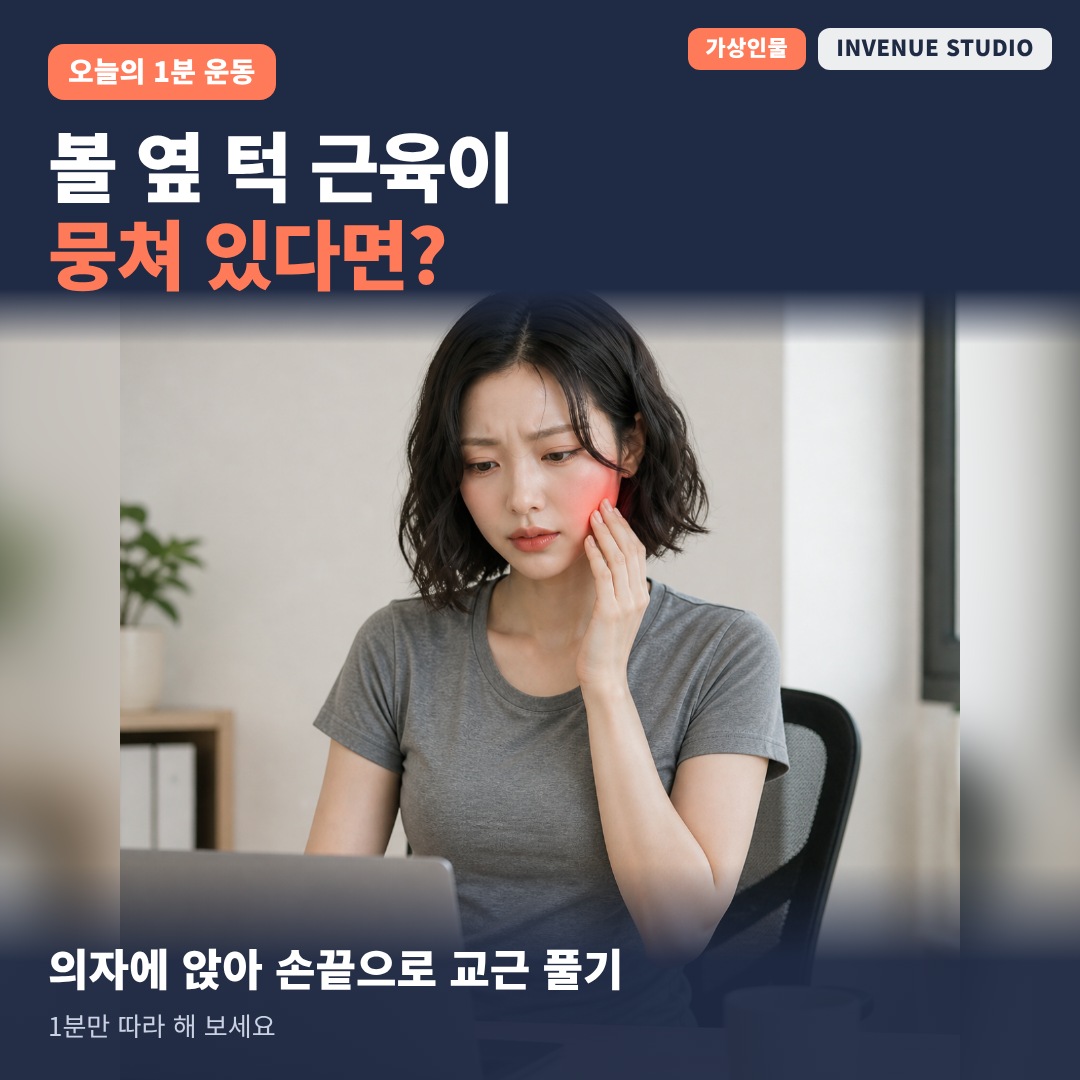 오늘의 1분 운동
가상인물
INVENUE STUDIO
볼 옆 턱 근육이
뭉쳐 있다면?
의자에 앉아 손끝으로 교근 풀기
1분만 따라 해 보세요